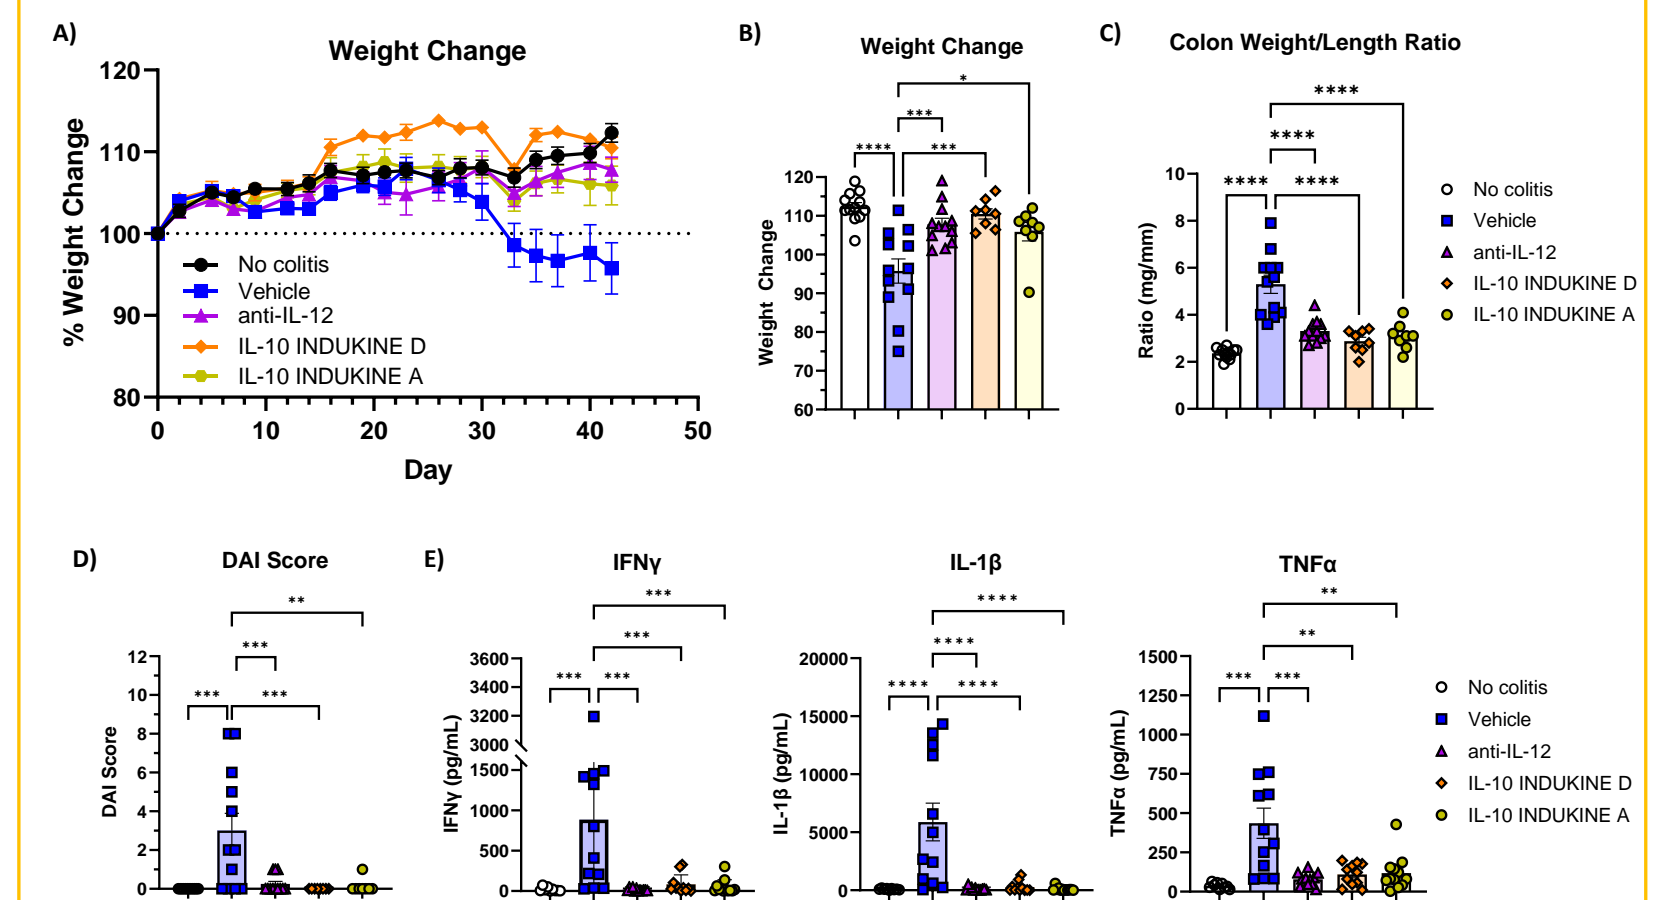 A)
Weight Change
120
110
100
90
80
% Weight Change
0 10 20 30 40 50
Day
No colitis
Vehicle
anti-IL-12
IL-10 INDUKINE D
IL-10 INDUKINE A
B)
Weight Change
*
***
**** ***
120
110
100
90
80
70
60
Weight Change
C)
Colon Weight/Length Ratio
****
****
**** ****
10
8
6
4
2
0
Ratio (mg/mm)
No colitis
Vehicle
anti-IL-12
IL-10 INDUKINE D
IL-10 INDUKINE A
D)
DAI Score
**
***
*** ***
12
10
8
6
4
2
0
DAI Score
E)
IFNγ
***
***
*** ***
3600
3400
3200
3000
1500
1000
500
0
IFNγ (pg/mL)
IL-1β
****
****
**** ****
20000
15000
10000
5000
0
IL-1β (pg/mL)
TNFα
**
**
*** ***
1500
1250
1000
750
500
250
0
TNFα (pg/mL)
No colitis
Vehicle
anti-IL-12
IL-10 INDUKINE D
IL-10 INDUKINE A